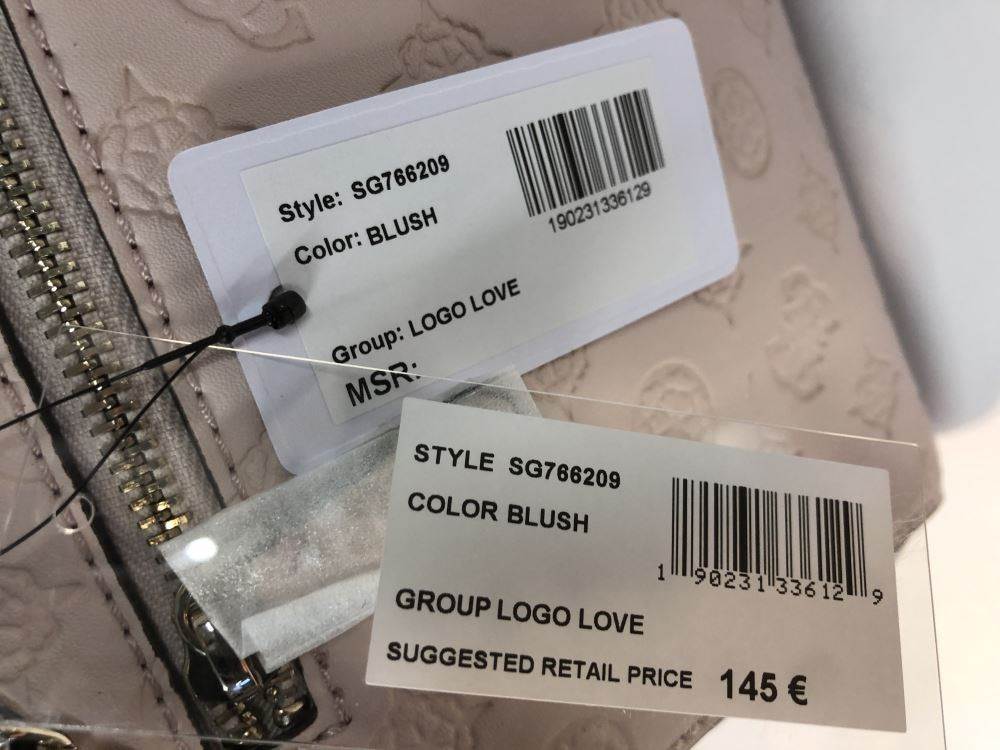 Style: SG766209
Color: BLUSH
190231336129
Group: LOGO LOVE
MSR:
STYLE SG766209
COLOR BLUSH
1 90231 33612 9
GROUP LOGO LOVE
SUGGESTED RETAIL PRICE 145 €